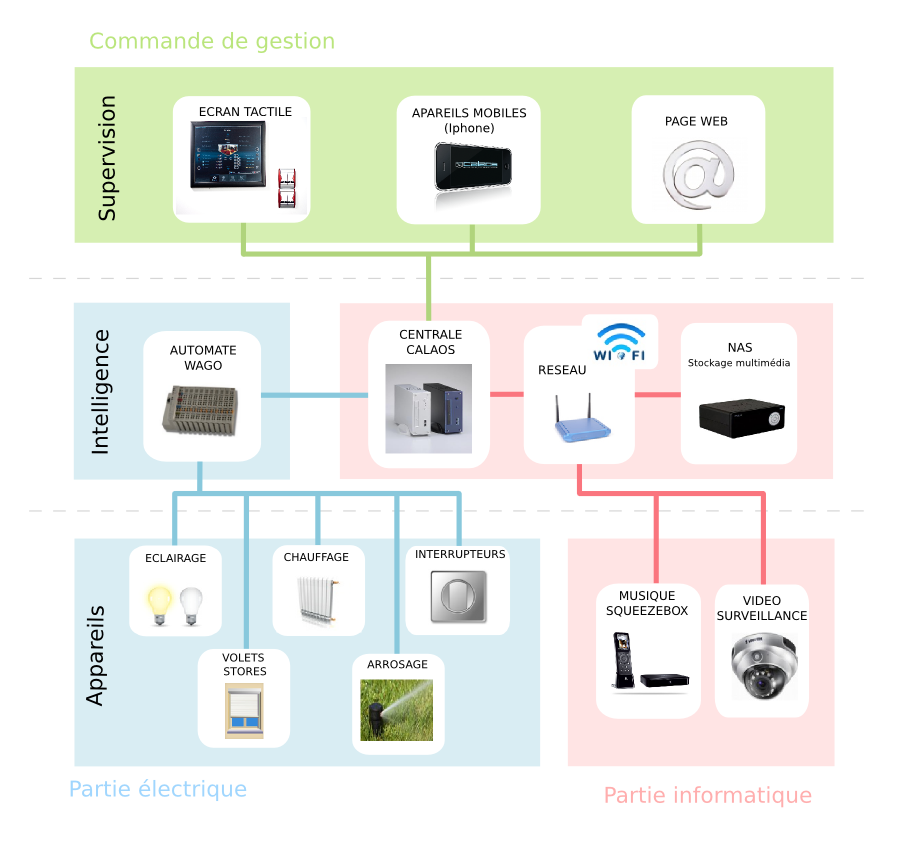 Commande de gestion
Supervision
ECRAN TACTILE
APAREILS MOBILES
(Iphone)
PAGE WEB
Intelligence
AUTOMATE
WAGO
CENTRALE
CALAOS
RESEAU
WI FI
NAS
Stockage multimédia
Appareils
ECLAIRAGE
CHAUFFAGE
INTERRUPTEURS
VOLETS
STORES
ARROSAGE
MUSIQUE
SQUEEZEBOX
VIDEO
SURVEILLANCE
Partie électrique
Partie informatique